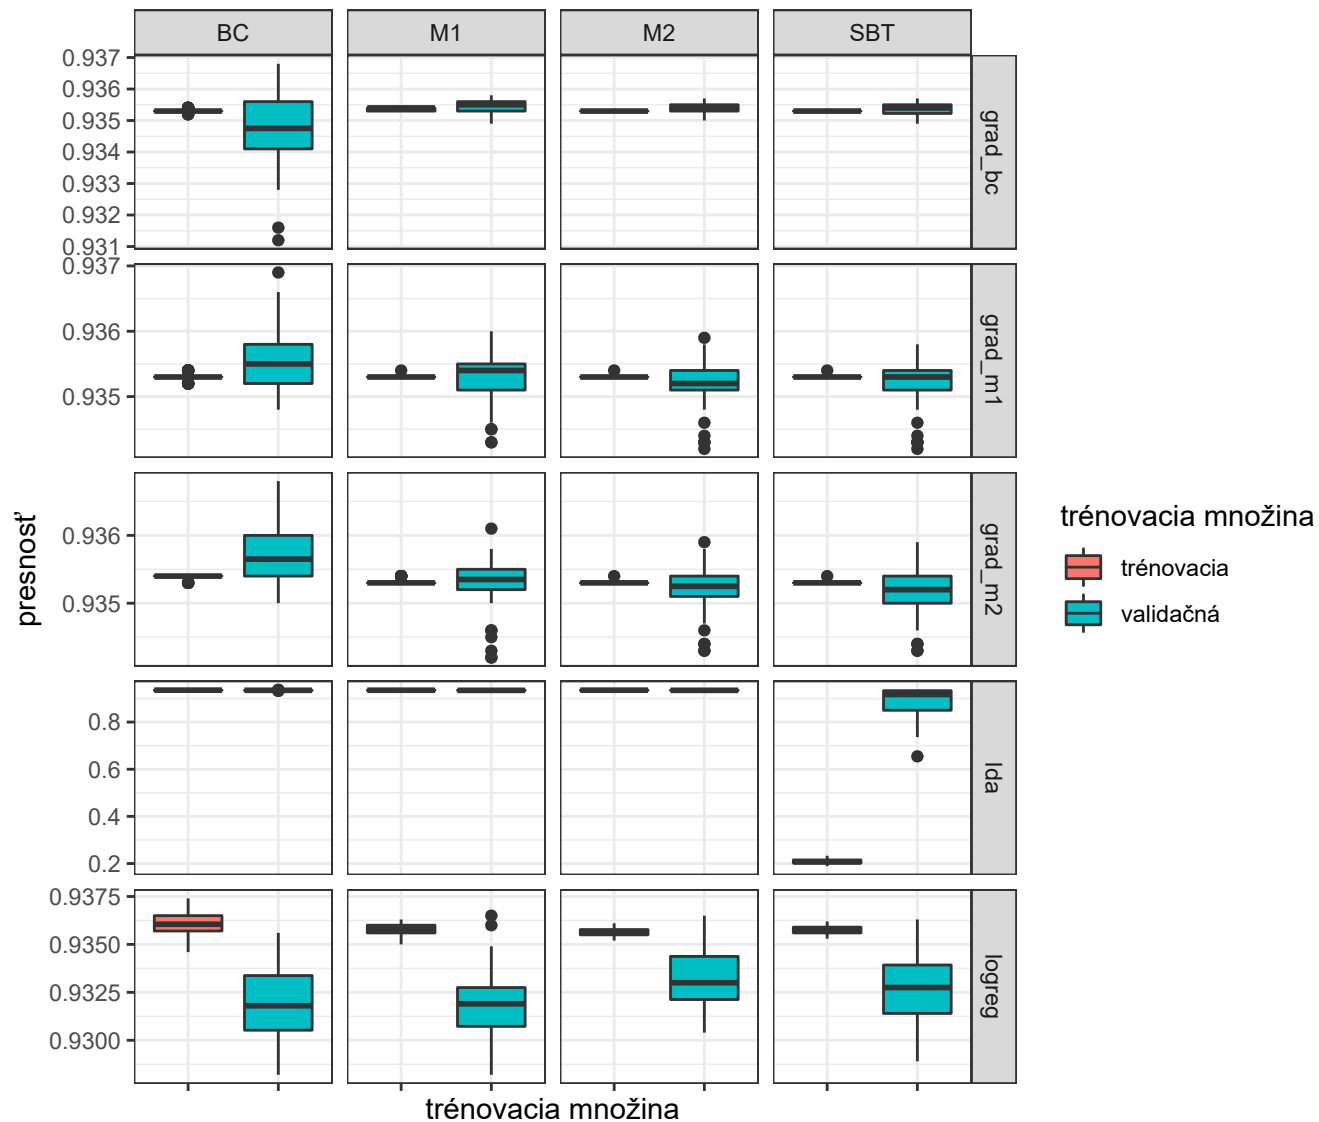 BC
M1
M2
SBT
0.937
0.936
0.935
0.934
0.933
0.932
0.931
grad_bc
0.937
0.936
0.935
grad_m1
0.936
0.935
grad_m2
0.8
0.6
0.4
0.2
lda
0.9375
0.9350
0.9325
0.9300
logreg
presnosť
trénovacia množina
trénovacia množina
trénovacia
validačná